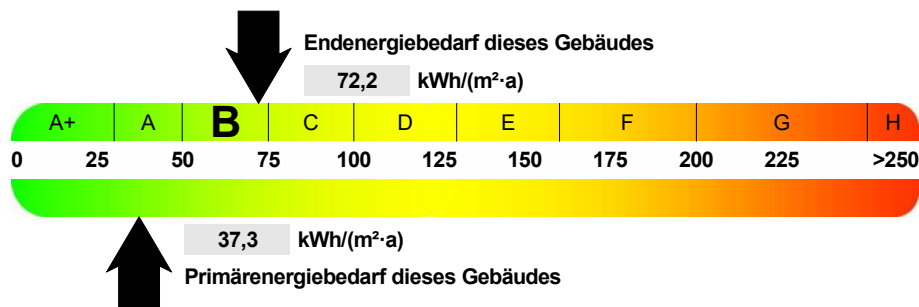 Endenergiebedarf dieses Gebäudes
72,2 kWh/(m²·a)
A+ A B C D E F G H
0 25 50 75 100 125 150 175 200 225 >250
37,3 kWh/(m²·a)
Primärenergiebedarf dieses Gebäudes